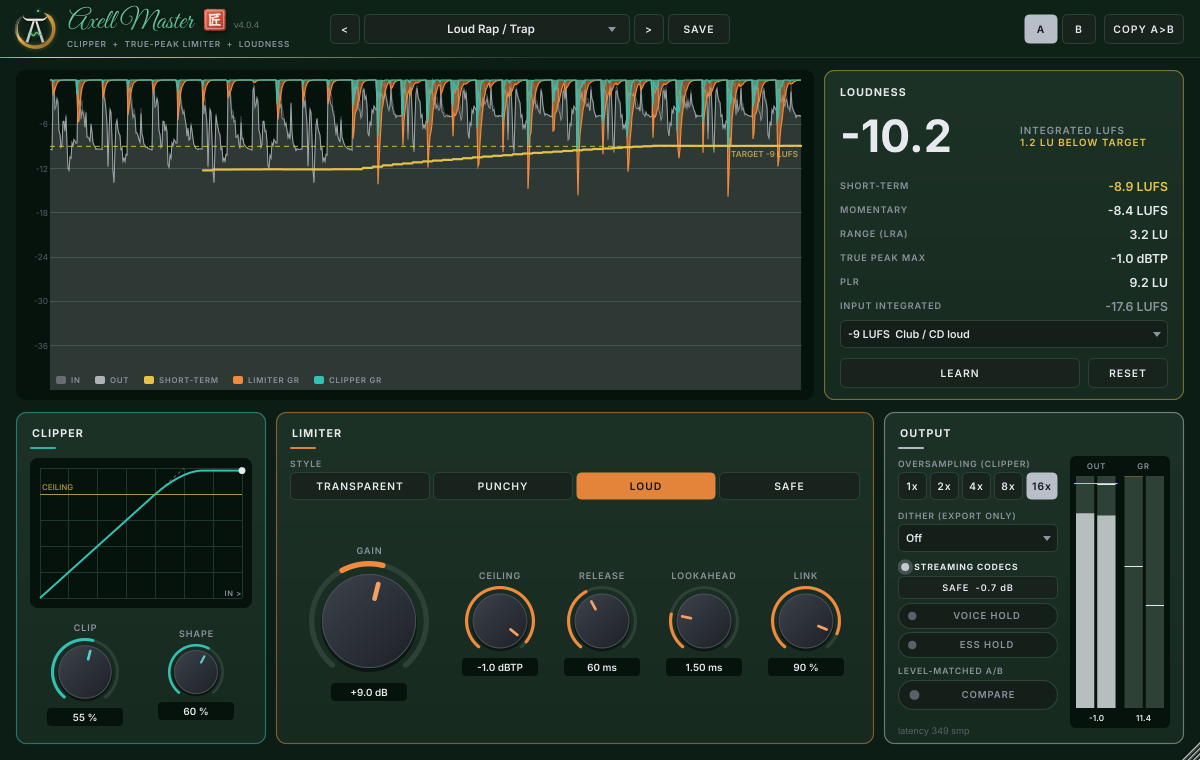 Axell Master 匠 v4.0.4
CLIPPER + TRUE-PEAK LIMITER + LOUDNESS
< Loud Rap / Trap > SAVE
A B COPY A>B
-6
-12
-18
-24
-30
-36
TARGET -9 LUFS
IN OUT SHORT-TERM LIMITER GR CLIPPER GR
LOUDNESS
-10.2
INTEGRATED LUFS
1.2 LU BELOW TARGET
SHORT-TERM -8.9 LUFS
MOMENTARY -8.4 LUFS
RANGE (LRA) 3.2 LU
TRUE PEAK MAX -1.0 dBTP
PLR 9.2 LU
INPUT INTEGRATED -17.6 LUFS
-9 LUFS Club / CD loud
LEARN RESET
CLIPPER
CEILING
IN >
CLIP SHAPE
55 % 60 %
LIMITER
STYLE
TRANSPARENT PUNCHY LOUD SAFE
GAIN
+9.0 dB
CEILING RELEASE LOOKAHEAD LINK
-1.0 dBTP 60 ms 1.50 ms 90 %
OUTPUT
OVERSAMPLING (CLIPPER)
1x 2x 4x 8x 16x
DITHER (EXPORT ONLY)
Off
STREAMING CODECS
SAFE -0.7 dB
VOICE HOLD
ESS HOLD
LEVEL-MATCHED A/B
COMPARE
latency 349 smp
OUT GR
-1.0 11.4